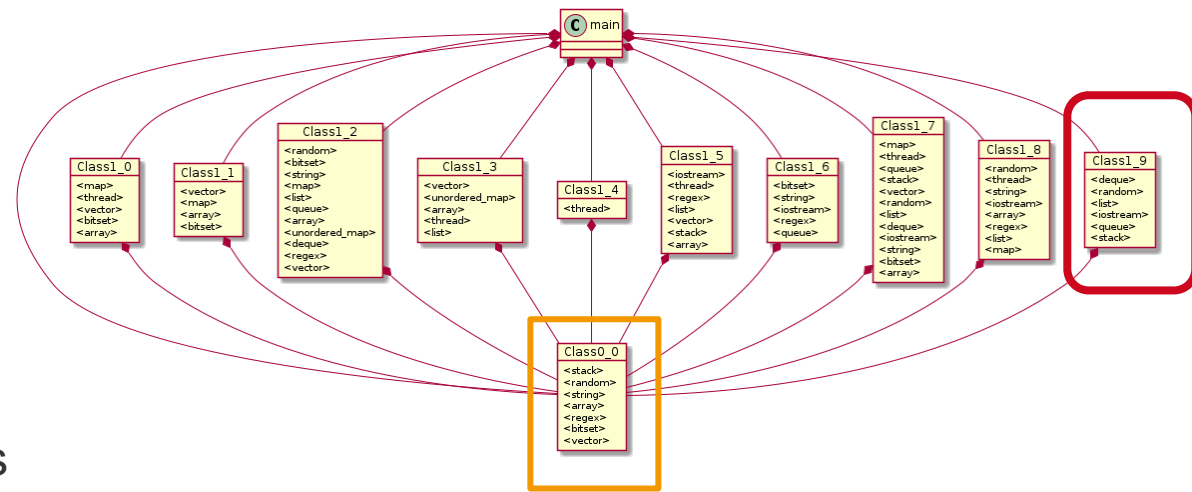 C main
Class1_0
<map>
<thread>
<vector>
<bitset>
<array>
Class1_1
<vector>
<map>
<array>
<bitset>
Class1_2
<random>
<bitset>
<string>
<map>
<list>
<queue>
<array>
<unordered_map>
<deque>
<regex>
<vector>
Class1_3
<vector>
<unordered_map>
<array>
<thread>
<list>
Class1_4
<thread>
Class1_5
<iostream>
<thread>
<regex>
<list>
<vector>
<stack>
<array>
Class1_6
<bitset>
<string>
<iostream>
<regex>
<queue>
Class1_7
<map>
<thread>
<queue>
<stack>
<vector>
<random>
<list>
<deque>
<iostream>
<string>
<bitset>
<array>
Class1_8
<random>
<thread>
<string>
<iostream>
<array>
<regex>
<list>
<map>
Class1_9
<deque>
<random>
<list>
<iostream>
<queue>
<stack>
Class0_0
<stack>
<random>
<string>
<array>
<regex>
<bitset>
<vector>
s